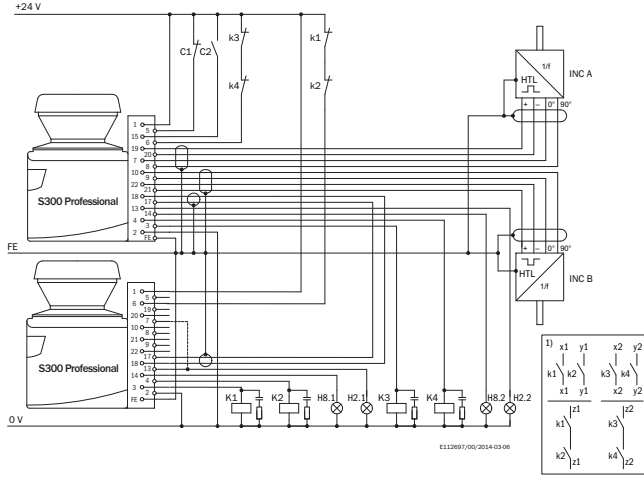 +24 V
C1 C2 k3 k1
k4 k2
1
5
15
6
19
20
7
8
10
9
22
21
18
17
13
14
4
3
2
FE
S300 Professional
1/f
HTL
INC A
+ – 0° 90°
FE
+ – 0° 90°
HTL
1/f
INC B
1
5
6
19
20
7
10
8
21
9
22
17
18
13
14
4
3
2
FE
S300 Professional
K1 K2 H8.1 H2.1 K3 K4 H8.2 H2.2
0 V
E112697/00/2014-03-06
1) x1 y1 x2 y2
k1 k2 k3 k4
x1 y1 x2 y2
z1 z2
k1 k3
k2 k4
z1 z2